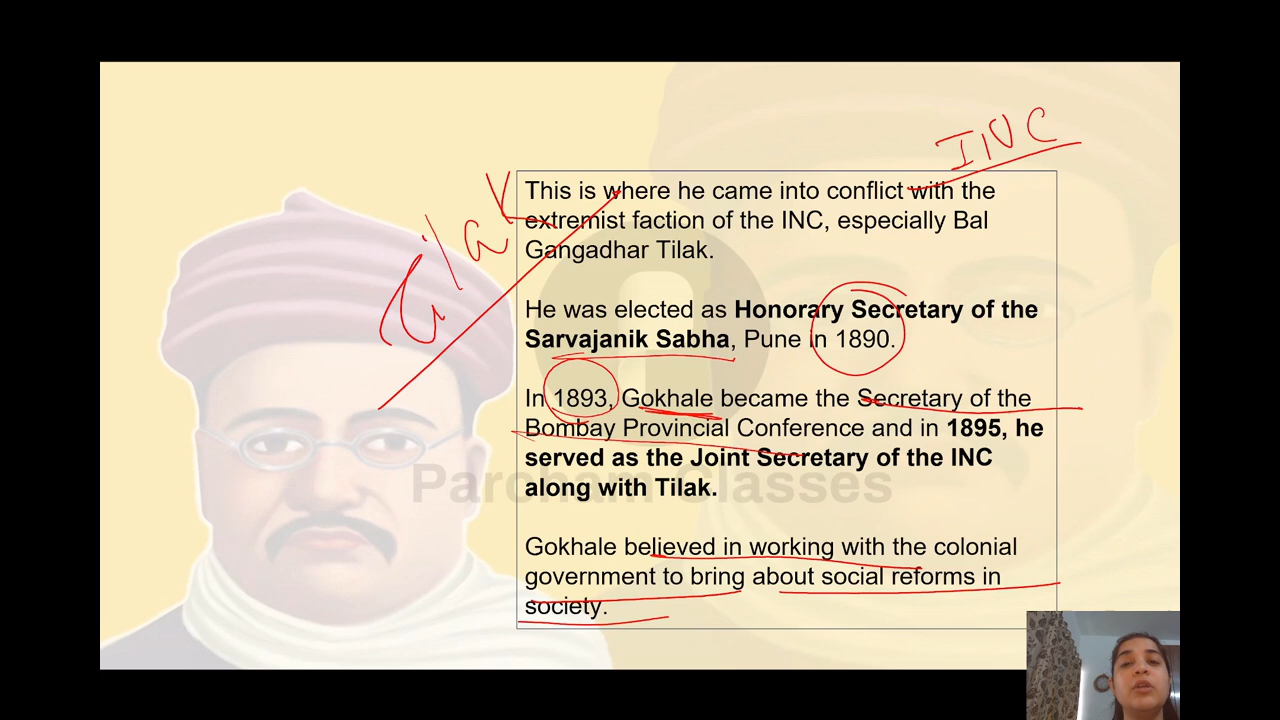 INC
Tilak
This is where he came into conflict with the
extremist faction of the INC, especially Bal
Gangadhar Tilak.
He was elected as Honorary Secretary of the
Sarvajanik Sabha, Pune in 1890.
In 1893, Gokhale became the Secretary of the
Bombay Provincial Conference and in 1895, he
served as the Joint Secretary of the INC
along with Tilak.
Gokhale believed in working with the colonial
government to bring about social reforms in
society.
Parcham Classes